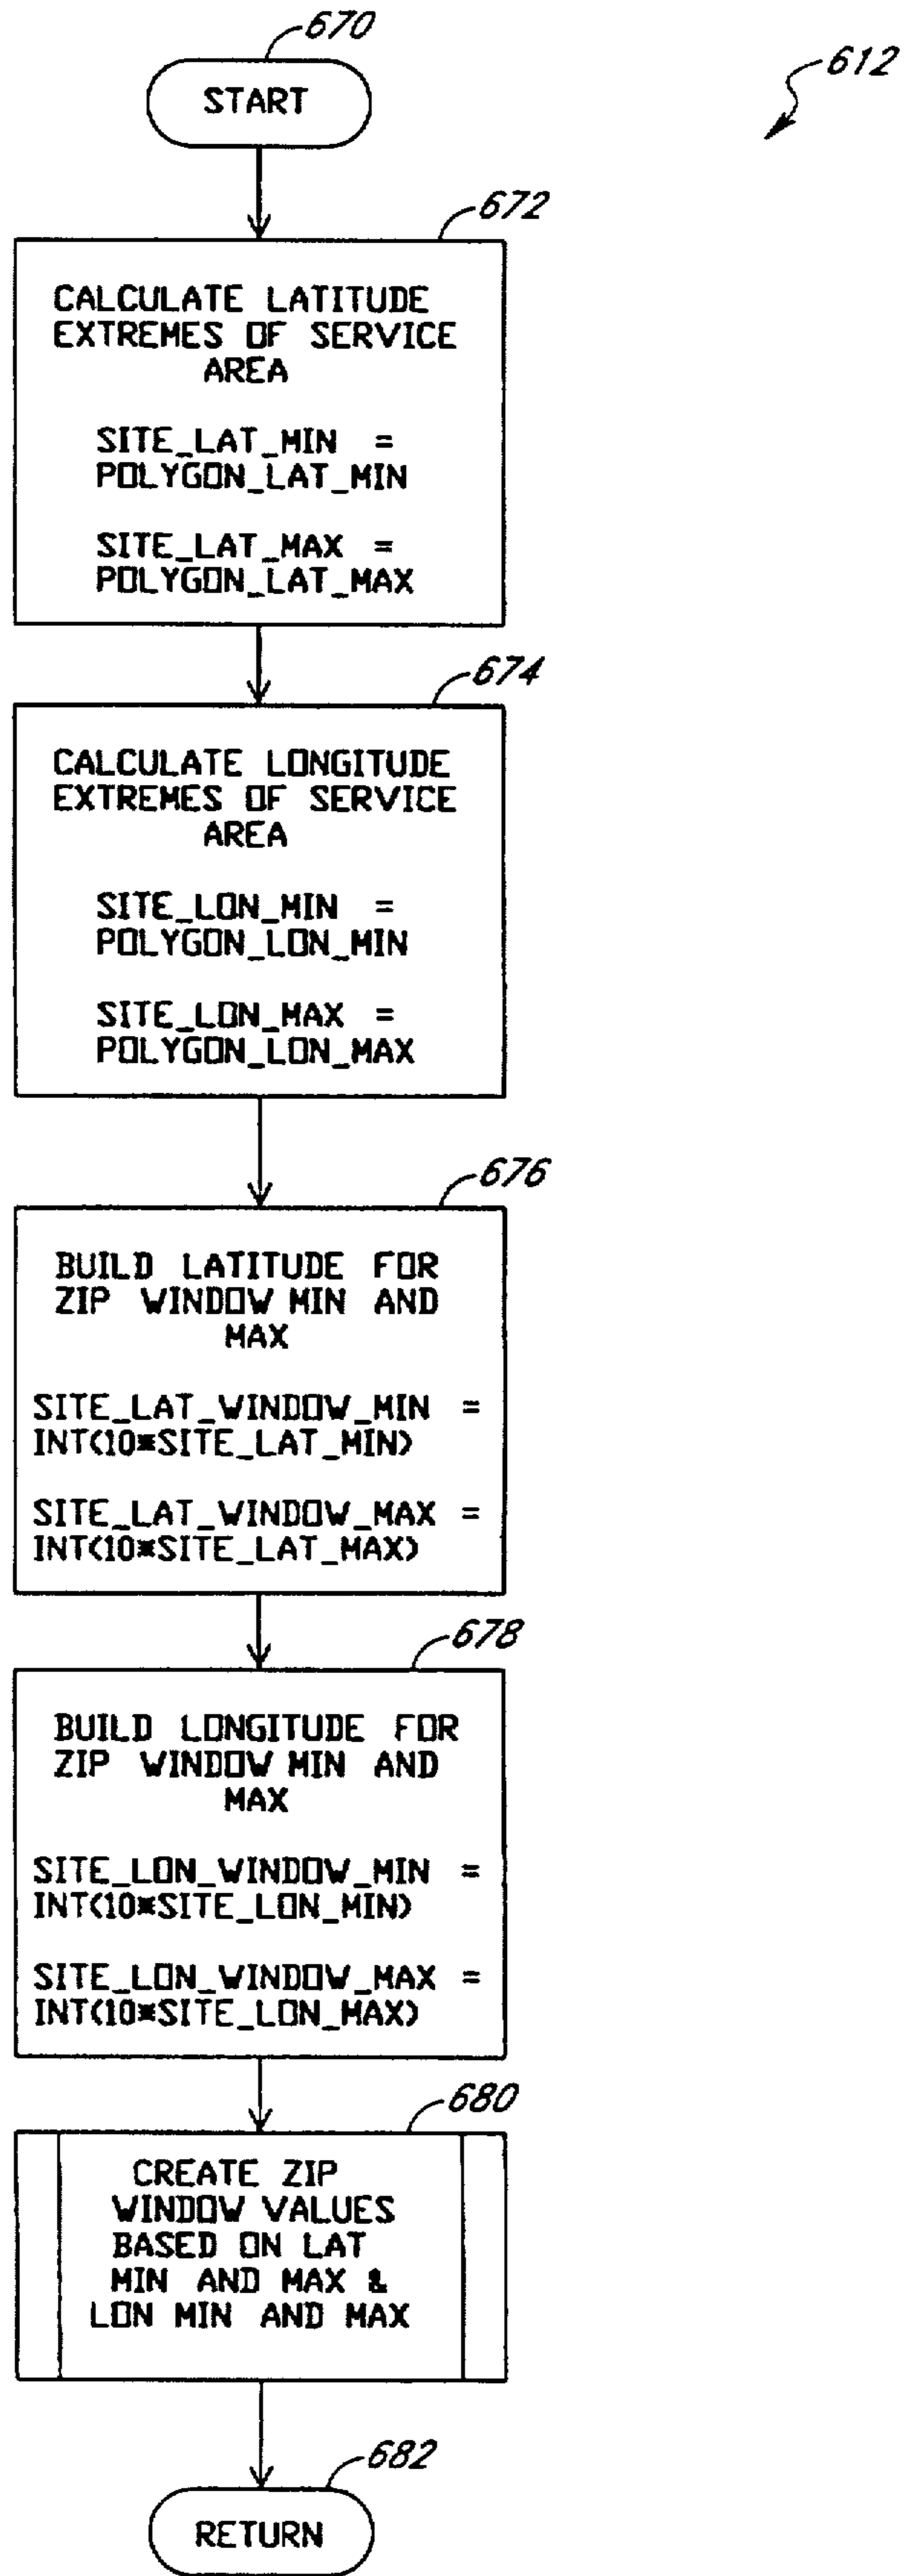 670
612
START
672
CALCULATE LATITUDE
EXTREMES OF SERVICE
AREA
SITE_LAT_MIN =
POLYGON_LAT_MIN
SITE_LAT_MAX =
POLYGON_LAT_MAX
674
CALCULATE LONGITUDE
EXTREMES OF SERVICE
AREA
SITE_LON_MIN =
POLYGON_LON_MIN
SITE_LON_MAX =
POLYGON_LON_MAX
676
BUILD LATITUDE FOR
ZIP WINDOW MIN AND
MAX
SITE_LAT_WINDOW_MIN =
INT(10*SITE_LAT_MIN)
SITE_LAT_WINDOW_MAX =
INT(10*SITE_LAT_MAX)
678
BUILD LONGITUDE FOR
ZIP WINDOW MIN AND
MAX
SITE_LON_WINDOW_MIN =
INT(10*SITE_LON_MIN)
SITE_LON_WINDOW_MAX =
INT(10*SITE_LON_MAX)
680
CREATE ZIP
WINDOW VALUES
BASED ON LAT
MIN AND MAX &
LON MIN AND MAX
682
RETURN